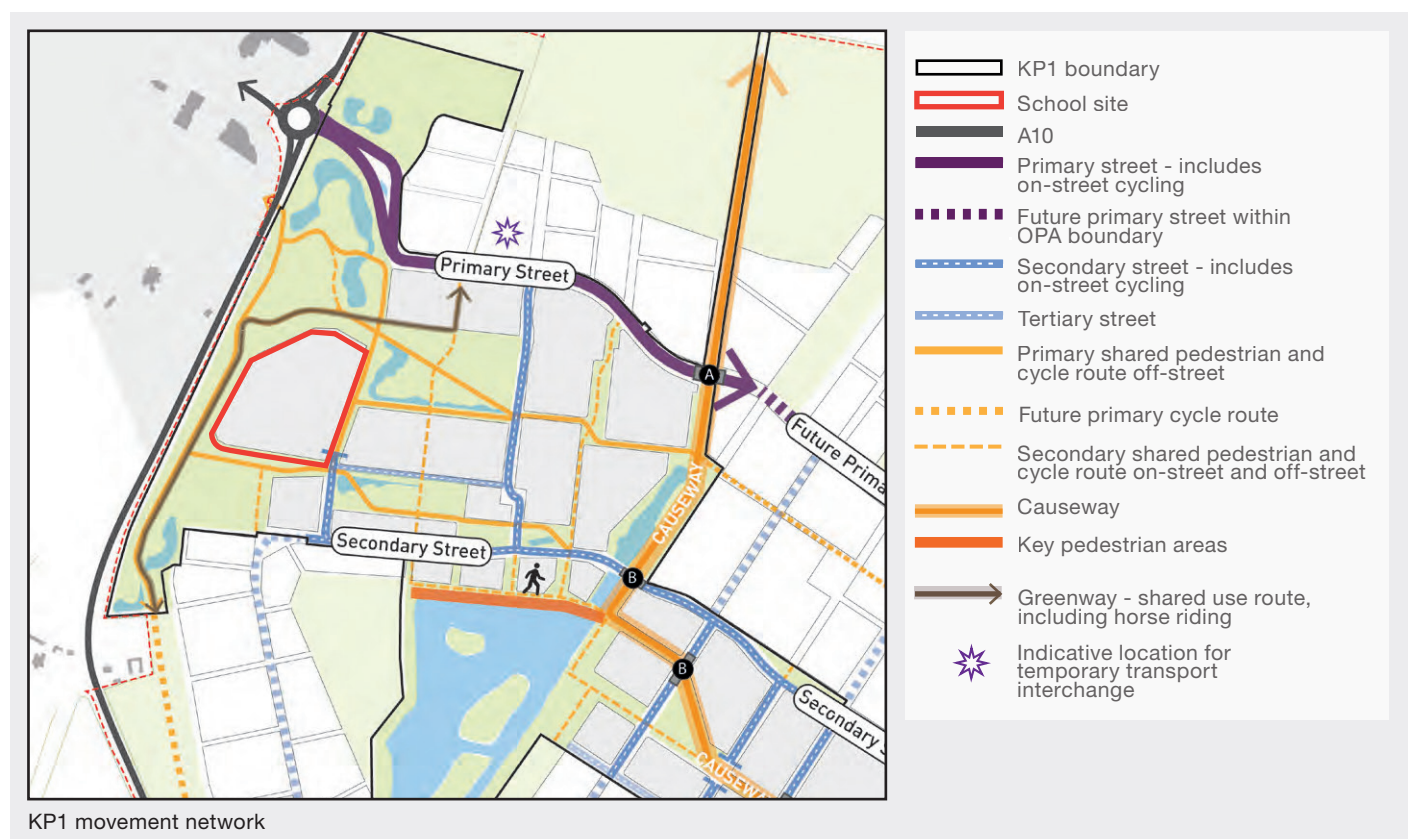 Primary Street
A
Future Prima
CAUSEWAY
Secondary Street
B
B
Secondary S
CAUSEWA
KP1 movement network
KP1 boundary
School site
A10
Primary street - includes
on-street cycling
Future primary street within
OPA boundary
Secondary street - includes
on-street cycling
Tertiary street
Primary shared pedestrian and
cycle route off-street
Future primary cycle route
Secondary shared pedestrian and
cycle route on-street and off-street
Causeway
Key pedestrian areas
Greenway - shared use route,
including horse riding
Indicative location for
temporary transport
interchange